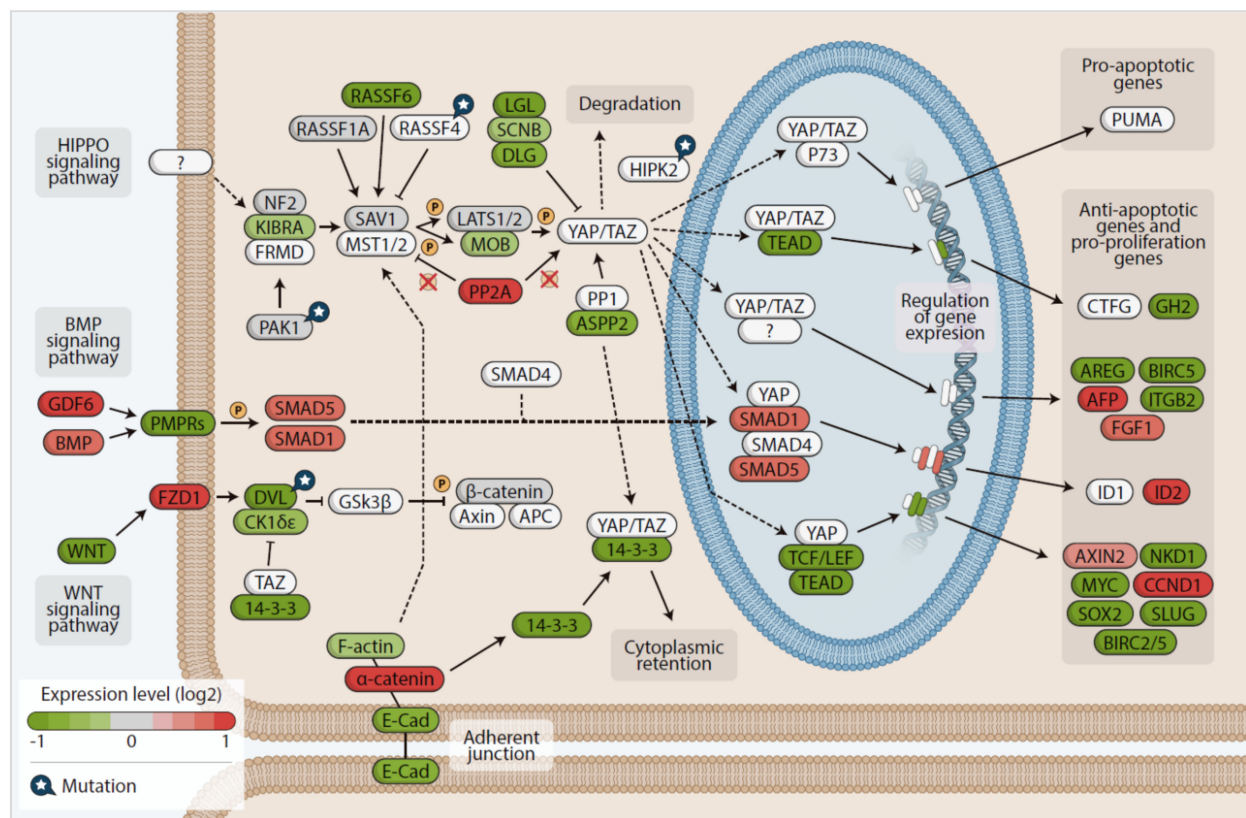 HIPPO
signaling
pathway
?
NF2
KIBRA
FRMD
PAK1
RASSF6
RASSF1A
RASSF4
SAV1
MST1/2
P
P
LATS1/2
MOB
P
LGL
SCNB
DLG
Degradation
HIPK2
YAP/TAZ
PP2A
PP1
ASPP2
YAP/TAZ
P73
YAP/TAZ
TEAD
YAP/TAZ
?
YAP
SMAD1
SMAD4
SMAD5
YAP
TCF/LEF
TEAD
Regulation
of gene
expresion
Pro-apoptotic
genes
PUMA
Anti-apoptotic
genes and
pro-proliferation
genes
CTFG
GH2
AREG
BIRC5
AFP
ITGB2
FGF1
ID1
ID2
AXIN2
NKD1
MYC
CCND1
SOX2
SLUG
BIRC2/5
BMP
signaling
pathway
GDF6
BMP
PMPRs
P
SMAD5
SMAD1
SMAD4
FZD1
WNT
WNT
signaling
pathway
DVL
CK1δε
GSk3β
P
β-catenin
Axin
APC
TAZ
14-3-3
YAP/TAZ
14-3-3
14-3-3
Cytoplasmic
retention
F-actin
α-catenin
E-Cad
E-Cad
Adherent
junction
Expression level (log2)
-1 0 1
Mutation